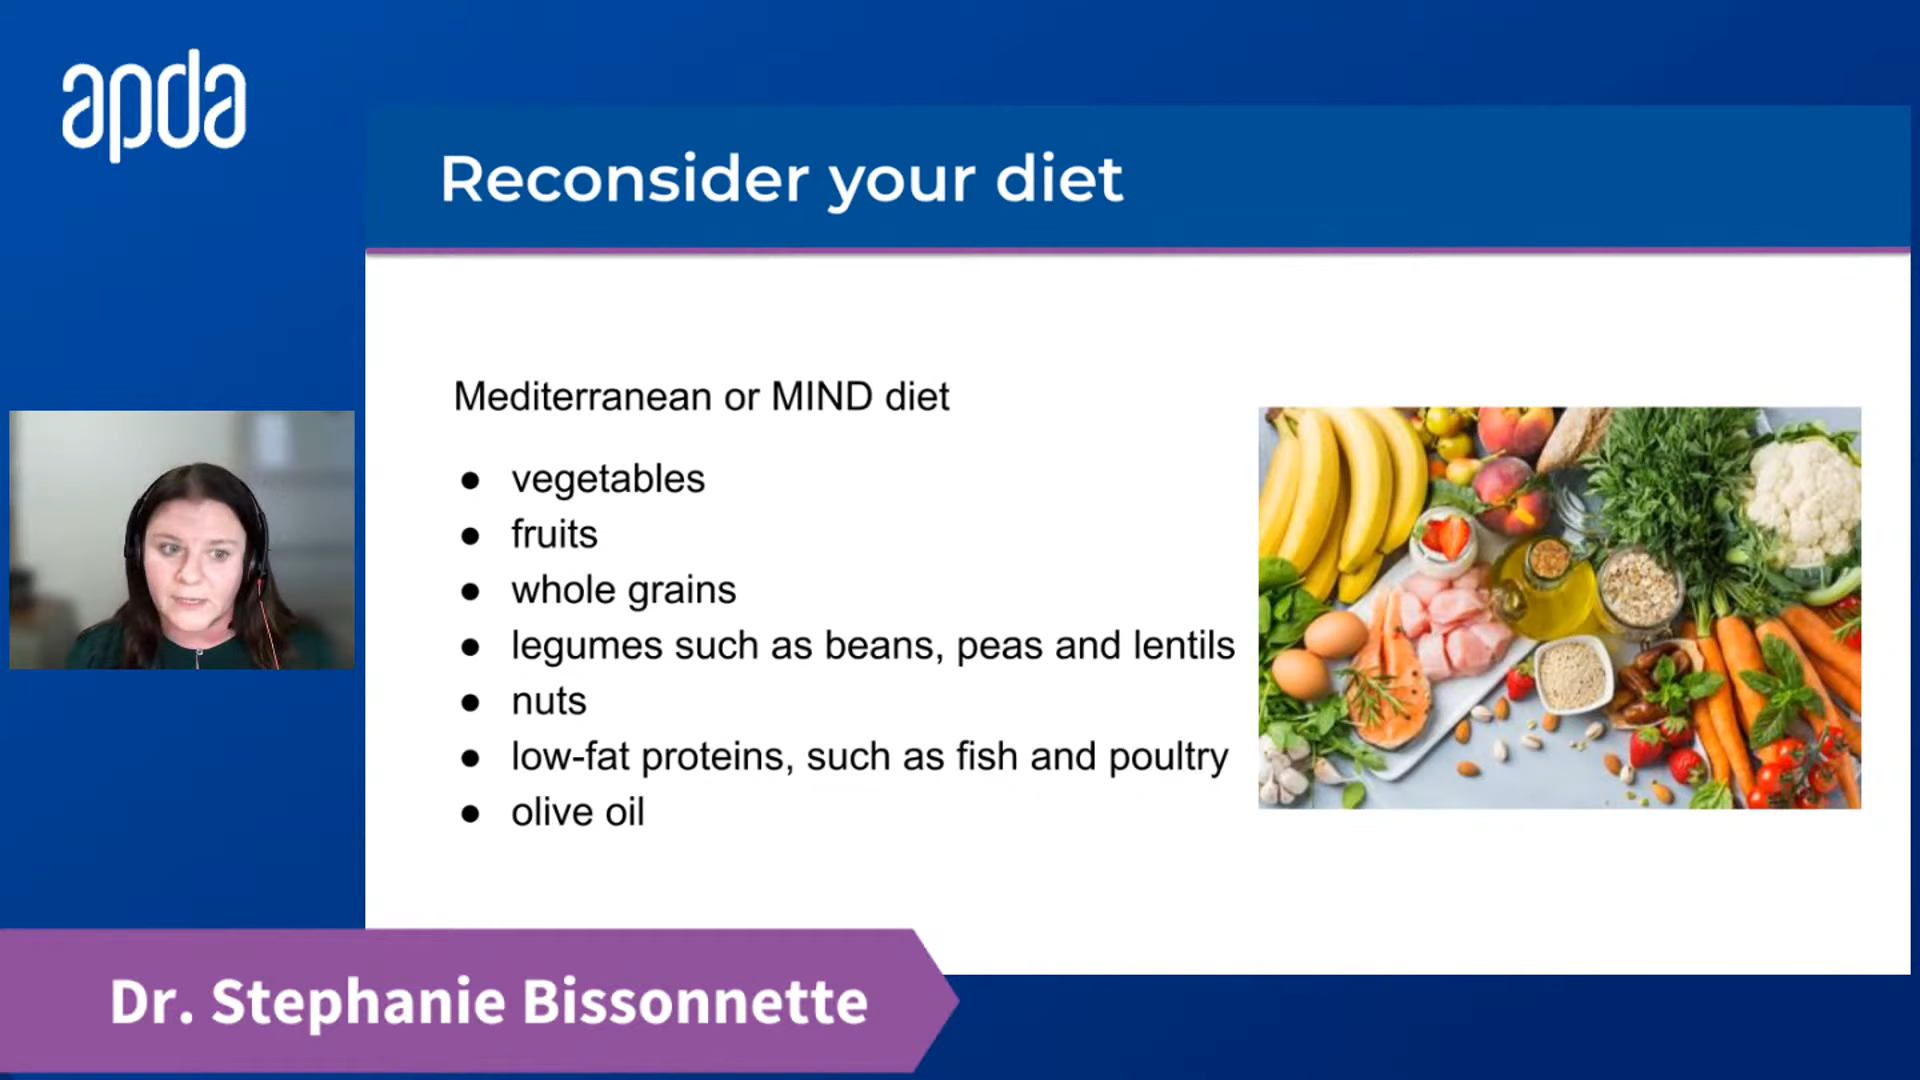 apda
Reconsider your diet
Mediterranean or MIND diet
● vegetables
● fruits
● whole grains
● legumes such as beans, peas and lentils
● nuts
● low-fat proteins, such as fish and poultry
● olive oil
Dr. Stephanie Bissonnette